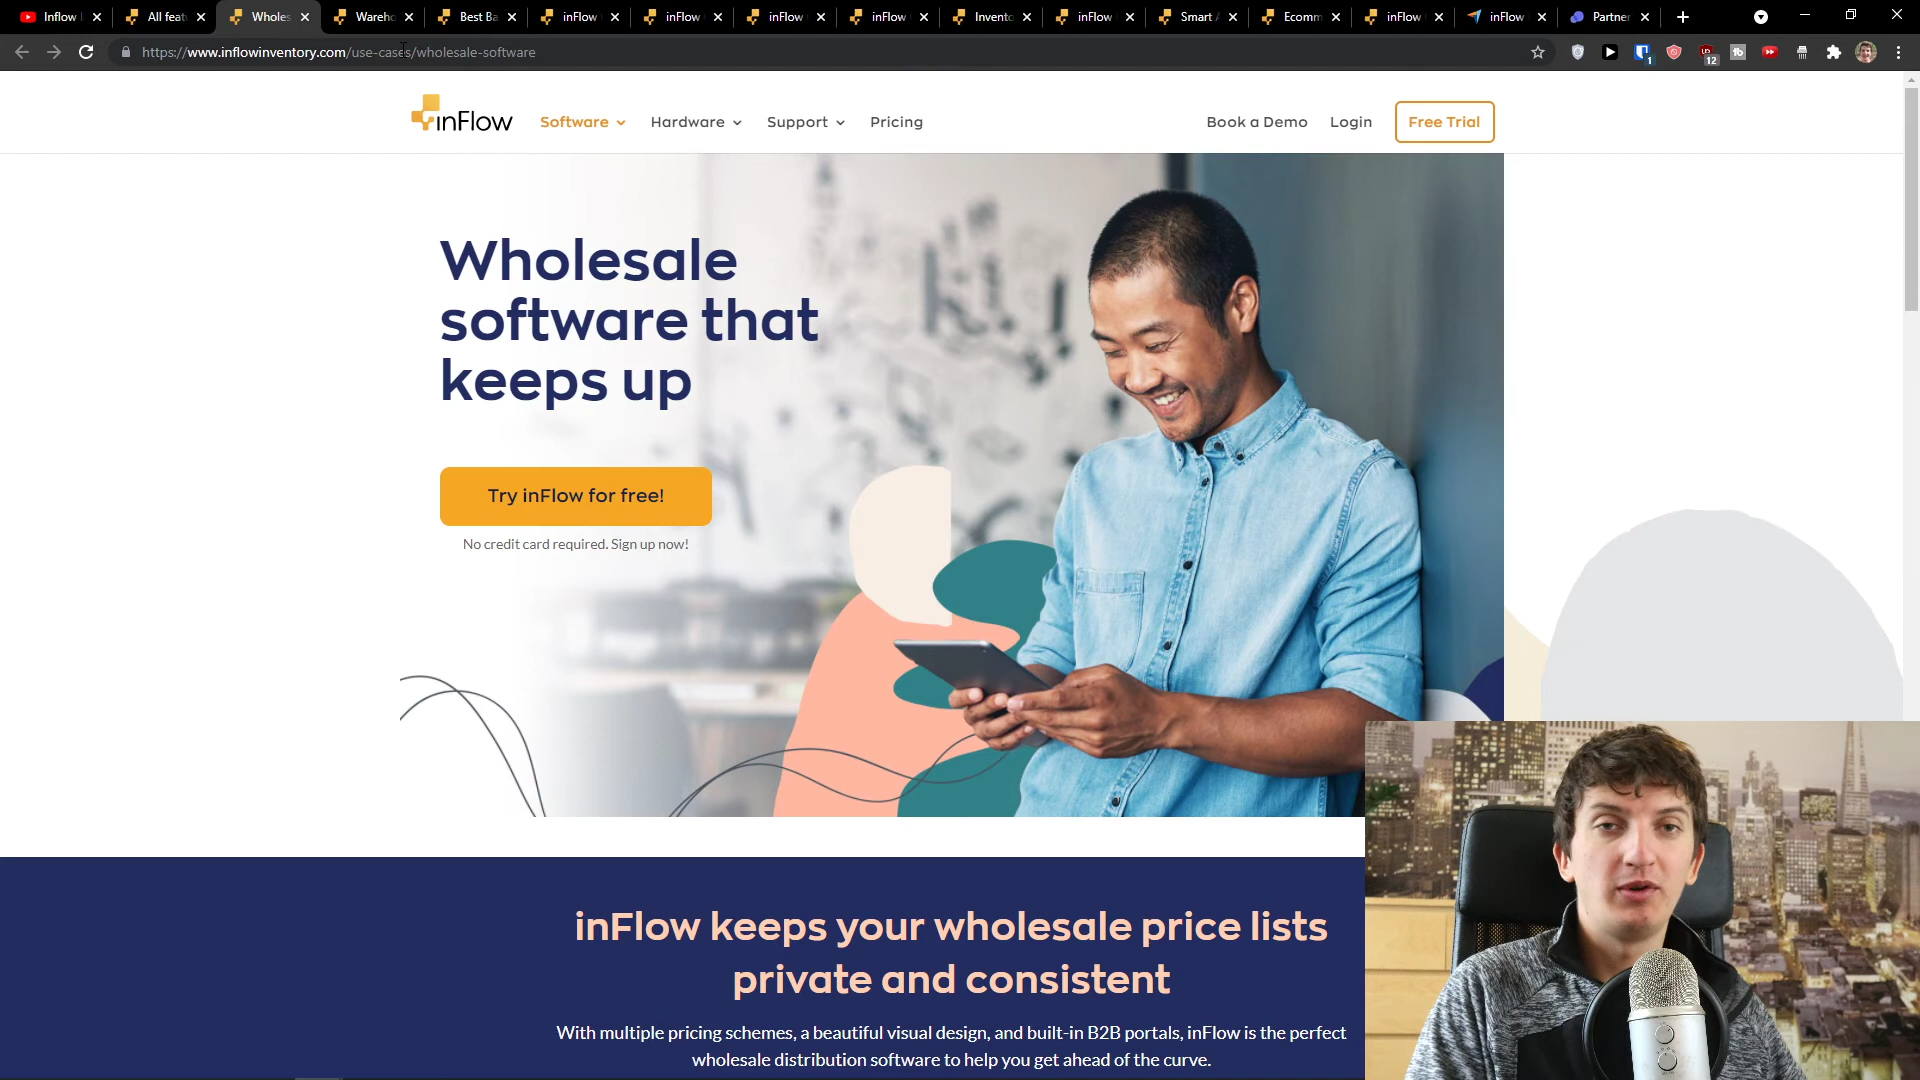 Inflow
All feat
Wholes
Wareho
Best Ba
inFlow
inFlow
inFlow
inFlow
Invento
inFlow
Smart
Ecomm
inFlow
inFlow
Partner
https://www.inflowinventory.com/use-cases/wholesale-software
1
12
inFlow
Software
Hardware
Support
Pricing
Book a Demo
Login
Free Trial
Wholesale
software that
keeps up
Try inFlow for free!
No credit card required. Sign up now!
inFlow keeps your wholesale price lists
private and consistent
With multiple pricing schemes, a beautiful visual design, and built-in B2B portals, inFlow is the perfect
wholesale distribution software to help you get ahead of the curve.